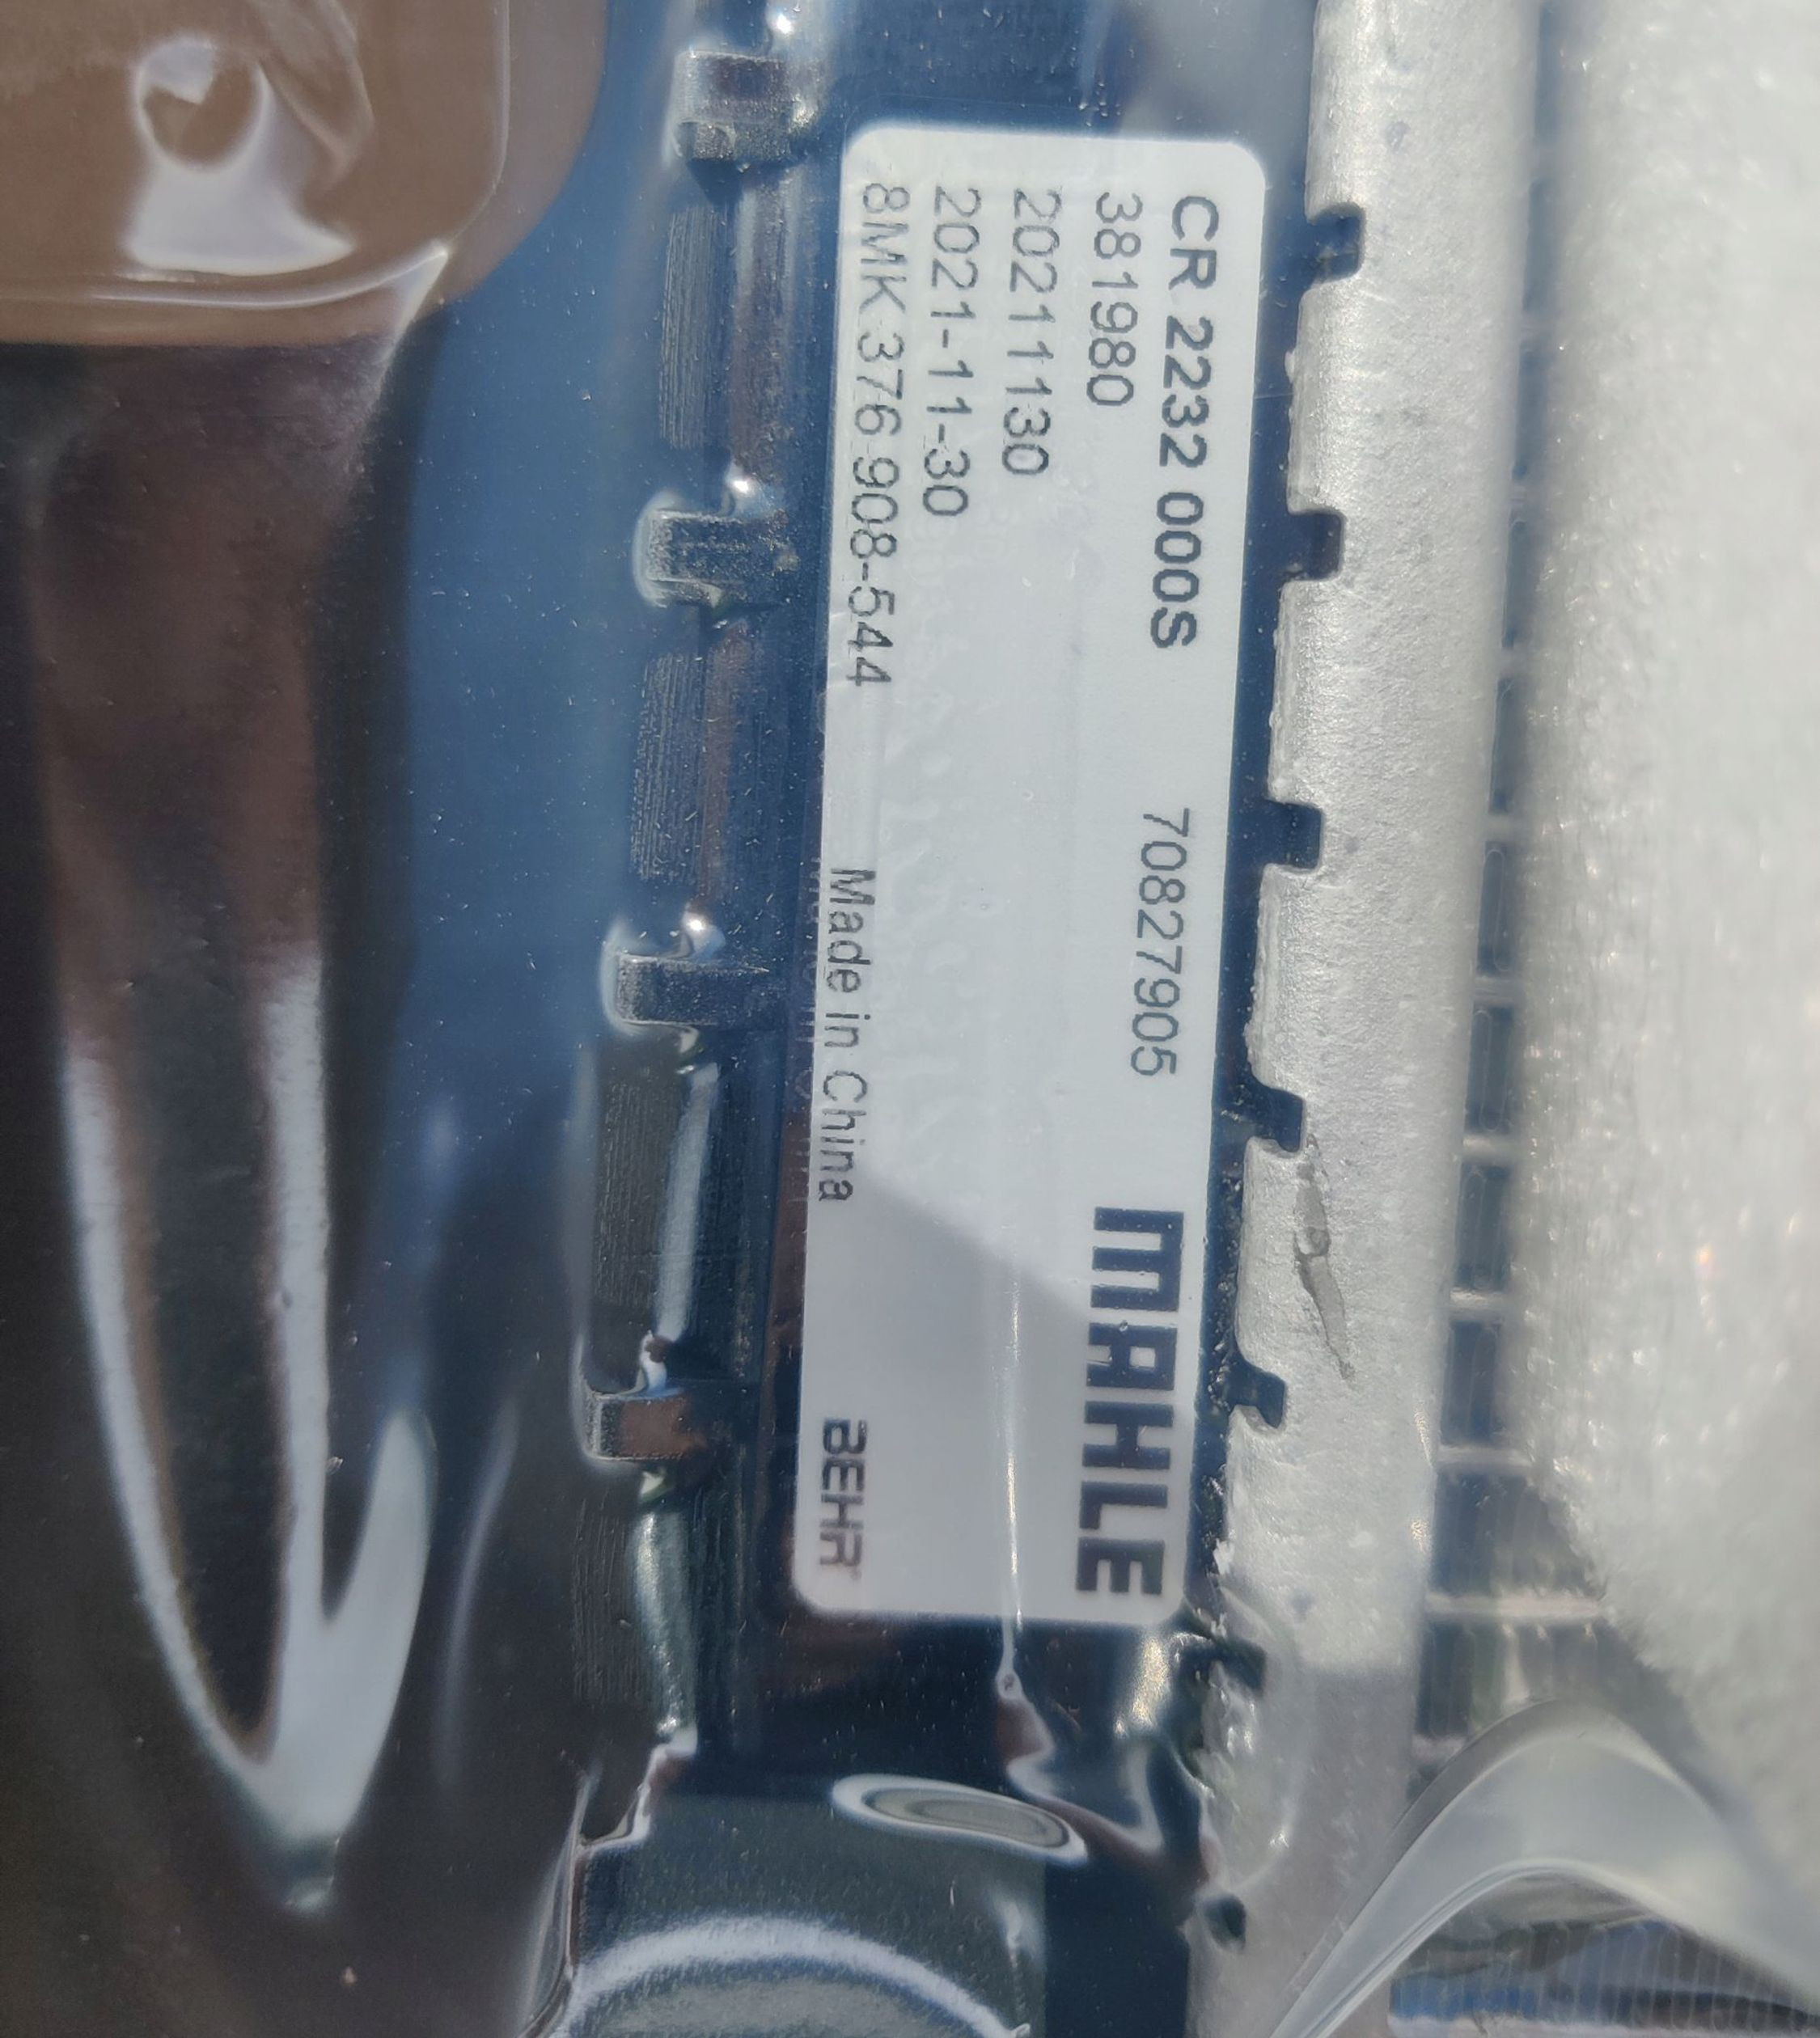 CR 2232 000S 70827905 MAHLE
381980
20211130
2021-11-30
8MK 376 908-544 Made in China BEHR